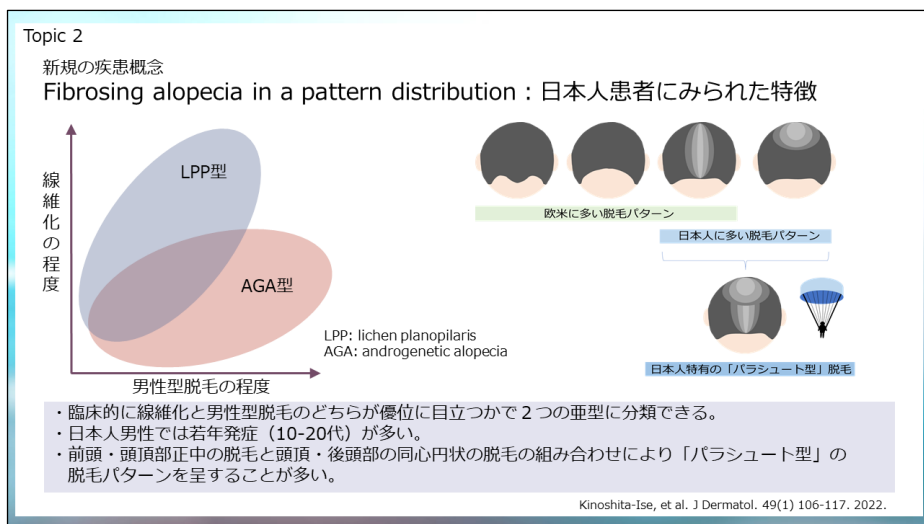 Topic 2
新規の疾患概念
Fibrosing alopecia in a pattern distribution：日本人患者にみられた特徴
線維化の程度
LPP型
AGA型
男性型脱毛の程度
LPP: lichen planopilaris
AGA: androgenetic alopecia
欧米に多い脱毛パターン
日本人に多い脱毛パターン
日本人特有の「パラシュート型」脱毛
・臨床的に線維化と男性型脱毛のどちらが優位に目立つかで２つの亜型に分類できる。
・日本人男性では若年発症（10-20代）が多い。
・前頭・頭頂部正中の脱毛と頭頂・後頭部の同心円状の脱毛の組み合わせにより「パラシュート型」の
脱毛パターンを呈することが多い。
Kinoshita-Ise, et al. J Dermatol. 49(1) 106-117. 2022.